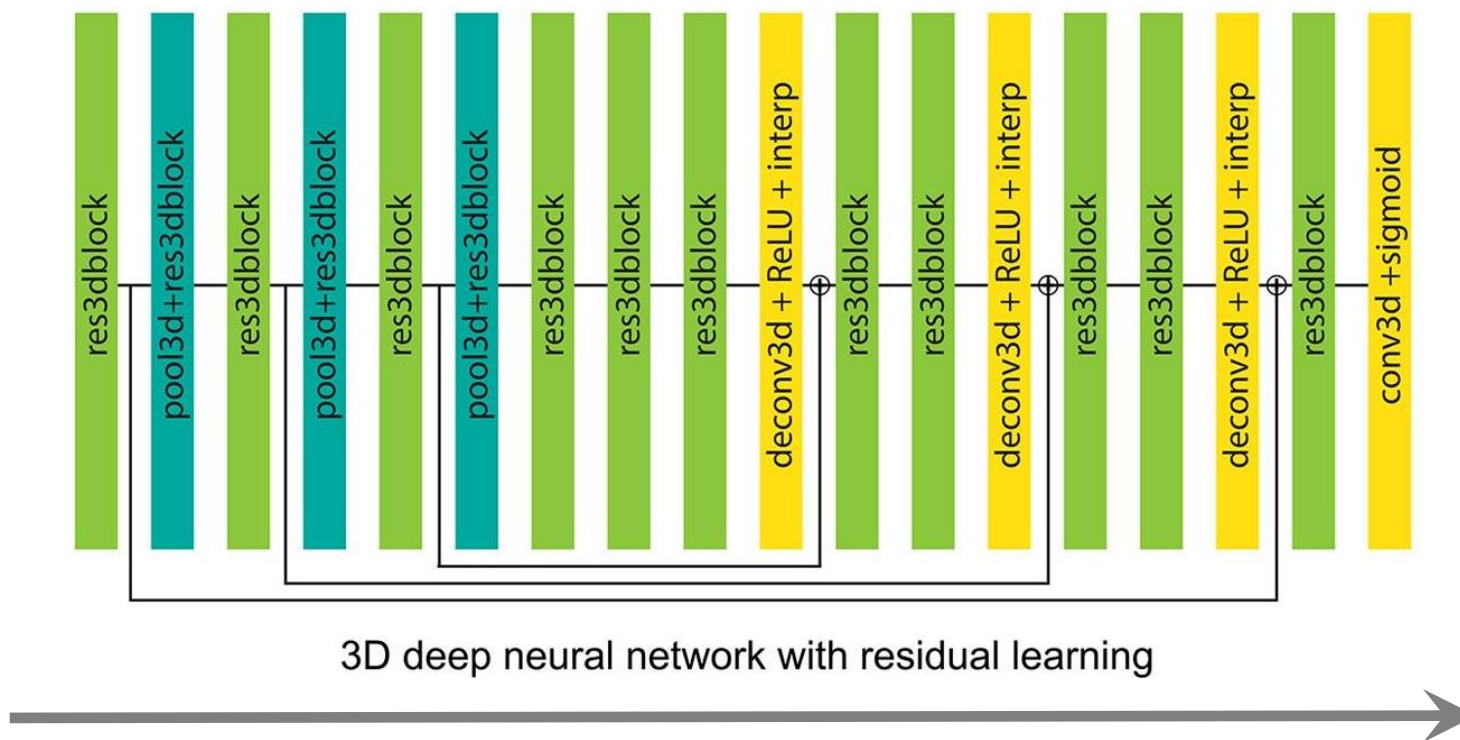 res3dblock
pool3d+res3dblock
res3dblock
pool3d+res3dblock
res3dblock
pool3d+res3dblock
res3dblock
res3dblock
res3dblock
deconv3d + ReLU + interp
res3dblock
res3dblock
deconv3d + ReLU + interp
res3dblock
res3dblock
deconv3d + ReLU + interp
res3dblock
conv3d +sigmoid
3D deep neural network with residual learning